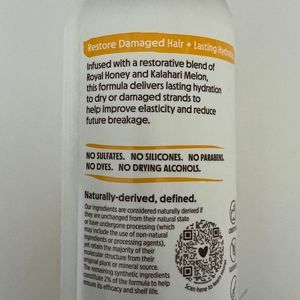 Restore Damaged Hair + Lasting
Infused with a restorative blend of
Royal Honey and Kalahari Melon,
this formula delivers lasting hydration
to dry or damaged strands to
help improve elasticity and reduce
future breakage.
NO SULFATES. NO SILICONES. NO PARABENS.
NO DYES. NO DRYING ALCOHOLS.
Naturally-derived, defined.
Our ingredients are considered naturally derived if
they are unchanged from their natural state
or have undergone processing (which
may include the use of non-natural
ingredients or processing agents),
yet retain the majority of their
molecular structure from their
original plant or mineral source.
The remaining synthetic ingredients
constitute 2% of the formula to help
ensure its efficacy and shelf life.
Scan here to